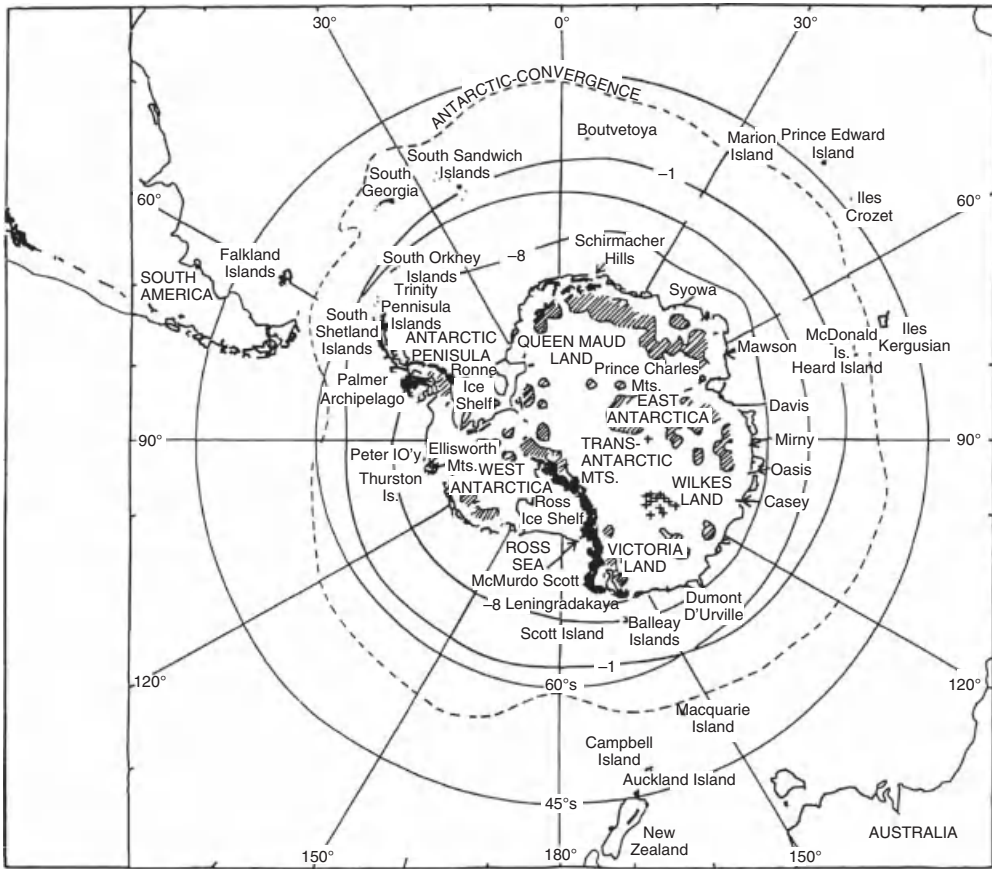 30°
0°
30°
ANTARCTIC-CONVERGENCE
Boutvetoya
Marion
Island
Prince Edward
Island
South Sandwich
Islands
South
Georgia
–1
Iles
Crozet
60°
60°
Falkland
Islands
South Orkney
Islands
–8
Schirmacher
Hills
SOUTH
AMERICA
Trinity
Pennisula
Islands
Syowa
South
Shetland
Islands
ANTARCTIC
PENISULA
QUEEN MAUD
LAND
Mawson
McDonald
Is.
Heard Island
Iles
Kergusian
Ronne
Ice
Shelf
Prince Charles
Mts.
Palmer
Archipelago
EAST
ANTARCTICA
Davis
90°
Mirny
90°
Peter IO'y
Thurston
Is.
Ellisworth
Mts.
WEST
ANTARCTICA
TRANS-
ANTARCTIC
MTS.
Oasis
WILKES
LAND
Casey
Ross
Ice Shelf
ROSS
SEA
VICTORIA
LAND
McMurdo Scott
–8
Leningradakaya
Dumont
D'Urville
Scott Island
Balleay
Islands
–1
60°s
120°
120°
Macquarie
Island
Campbell
Island
Auckland Island
45°s
New
Zealand
AUSTRALIA
150°
180°
150°